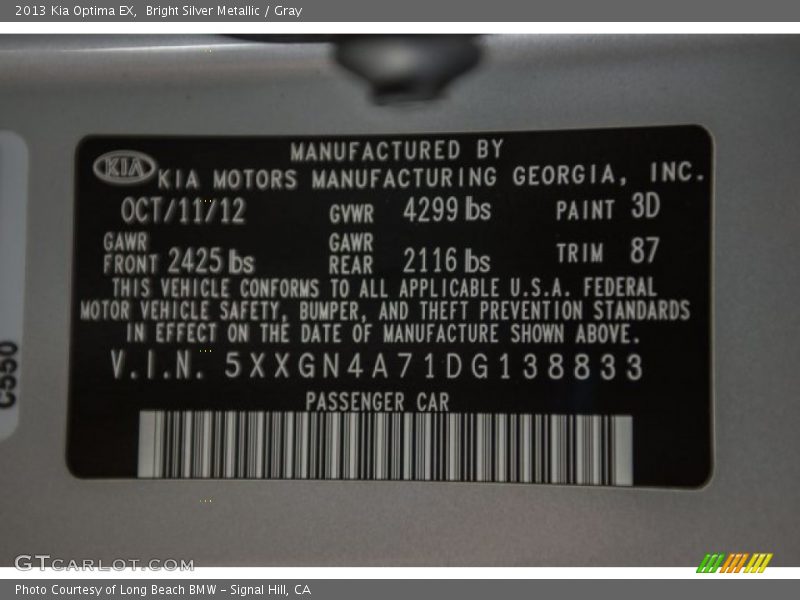 2013 Kia Optima EX, Bright Silver Metallic / Gray
MANUFACTURED BY
KIA KIA MOTORS MANUFACTURING GEORGIA, INC.
OCT/11/12 GVWR 4299 lbs PAINT 3D
GAWR FRONT 2425 lbs GAWR REAR 2116 lbs TRIM 87
THIS VEHICLE CONFORMS TO ALL APPLICABLE U.S.A. FEDERAL
MOTOR VEHICLE SAFETY, BUMPER, AND THEFT PREVENTION STANDARDS
IN EFFECT ON THE DATE OF MANUFACTURE SHOWN ABOVE.
V.I.N. 5XXGN4A71DG138833
PASSENGER CAR
C550
GTCARLOT.COM
Photo Courtesy of Long Beach BMW - Signal Hill, CA